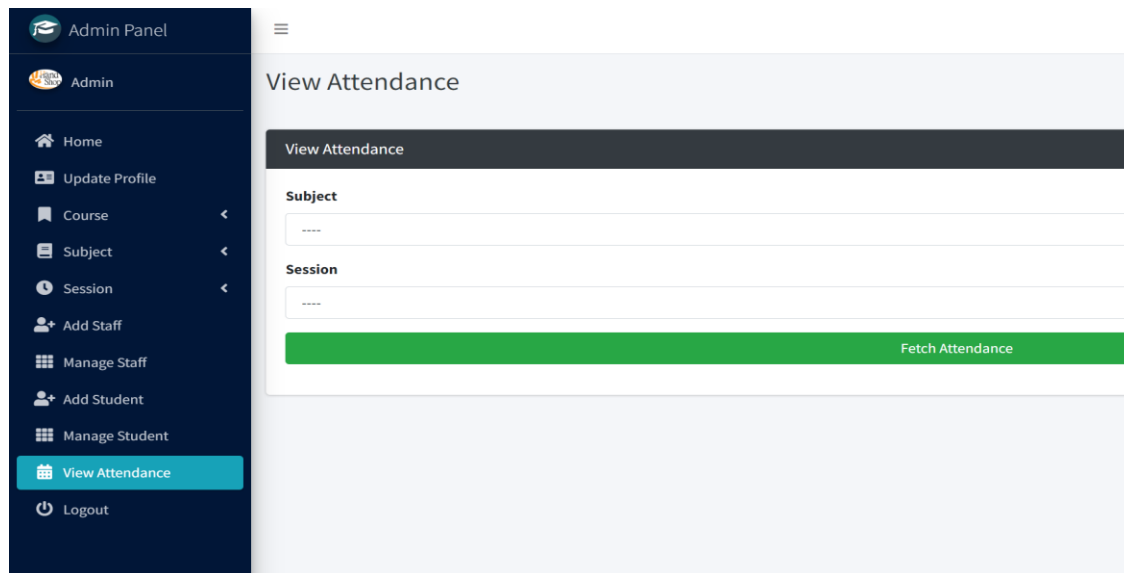 Admin Panel
Admin
Home
Update Profile
Course
Subject
Session
Add Staff
Manage Staff
Add Student
Manage Student
View Attendance
Logout
View Attendance
View Attendance
Subject
----
Session
----
Fetch Attendance